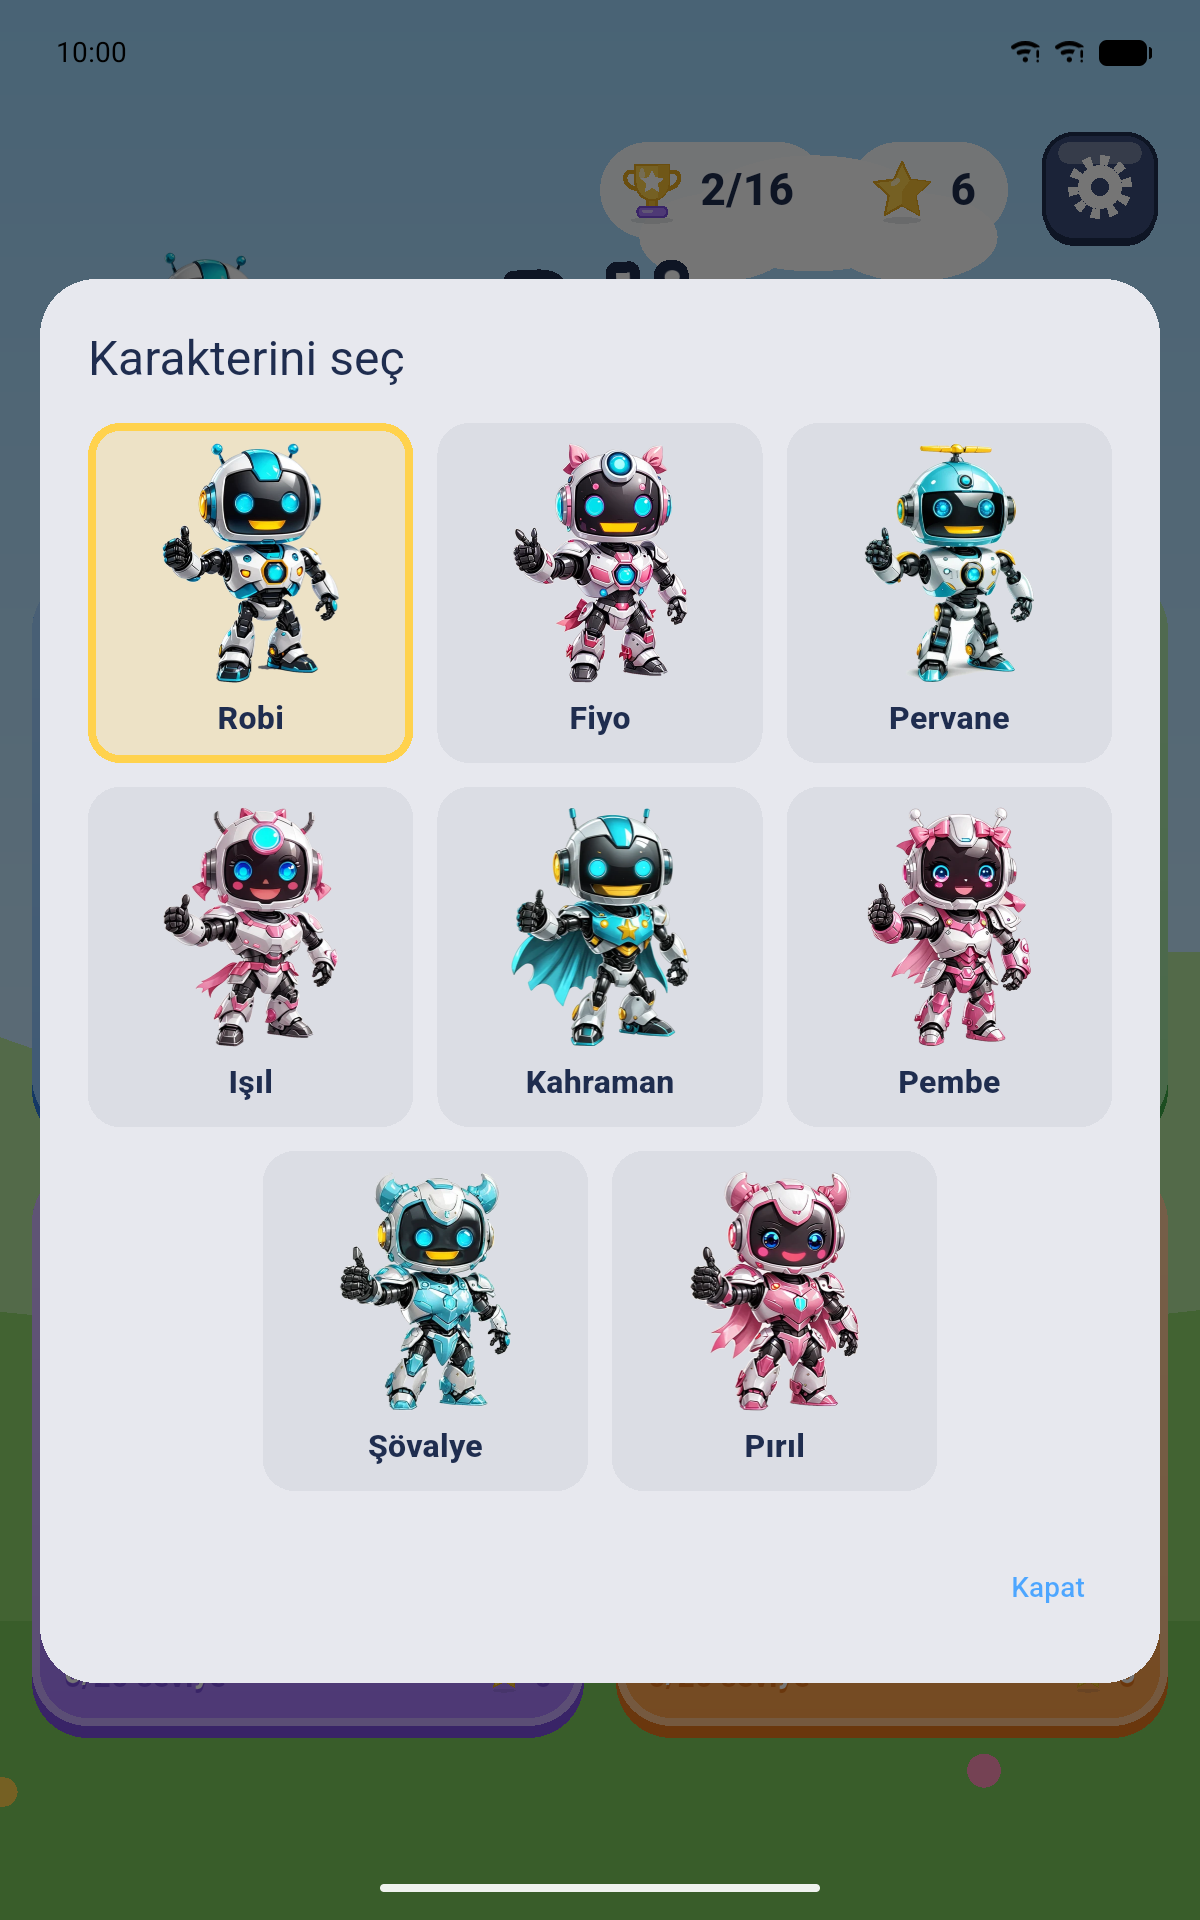 10:00
2/16
6
Karakterini seç
Robi
Fiyo
Pervane
Işıl
Kahraman
Pembe
Şövalye
Pırıl
Kapat